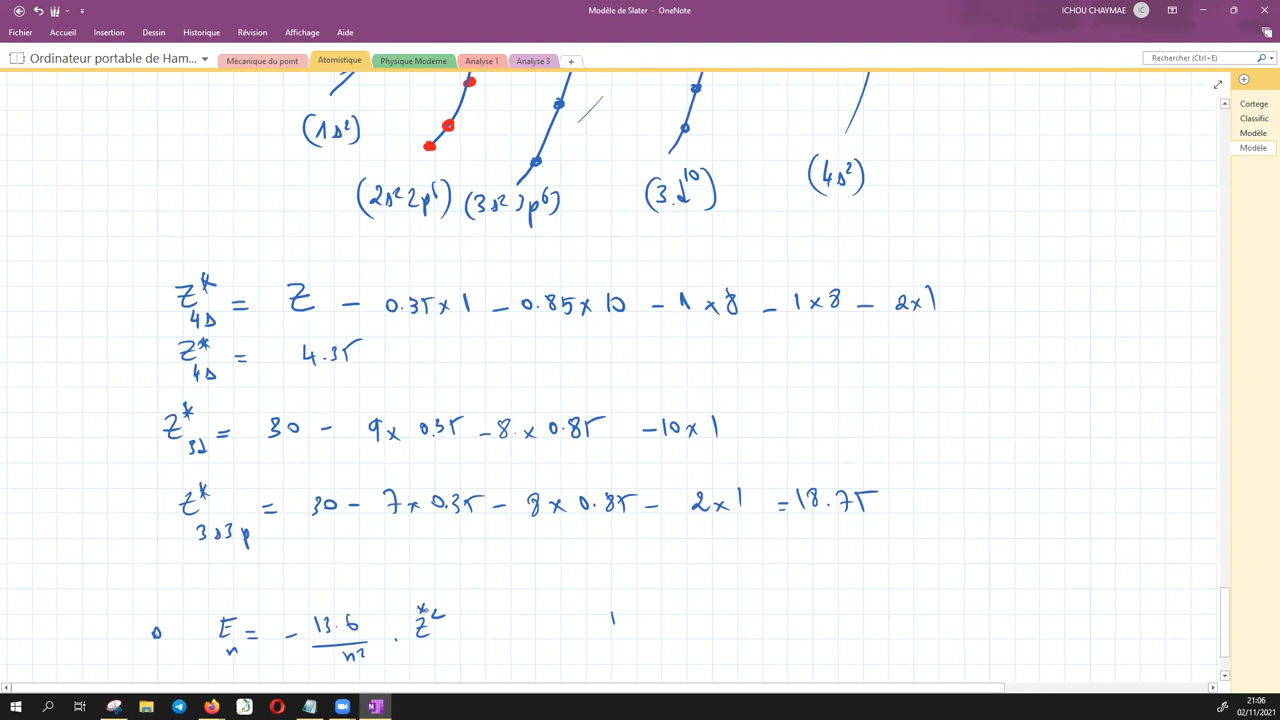 Modèle de Slater - OneNote
ICHOU CHAYMAE IC
Fichier Accueil Insertion Dessin Historique Révision Affichage Aide
Ordinateur portable de Ham... Mécanique du point Atomistique Physique Moderne Analyse 1 Analyse 3 +
Rechercher (Ctrl+E)
Cortege
Classific
Modèle
Modèle
(1s²)
(2s² 2p⁶) (3s² 3p⁶) (3d¹⁰) (4s²)
Z*4s = Z - 0.35 × 1 - 0.85 × 10 - 1 × 8 - 1 × 8 - 2 × 1
Z*4s = 4.35
Z*3d = 30 - 9 × 0.35 - 8 × 0.85 - 10 × 1
Z*3s3p = 30 - 7 × 0.35 - 8 × 0.85 - 2 × 1 = 18.75
En = - 13.6 / n² . Z*²
21:06
02/11/2021